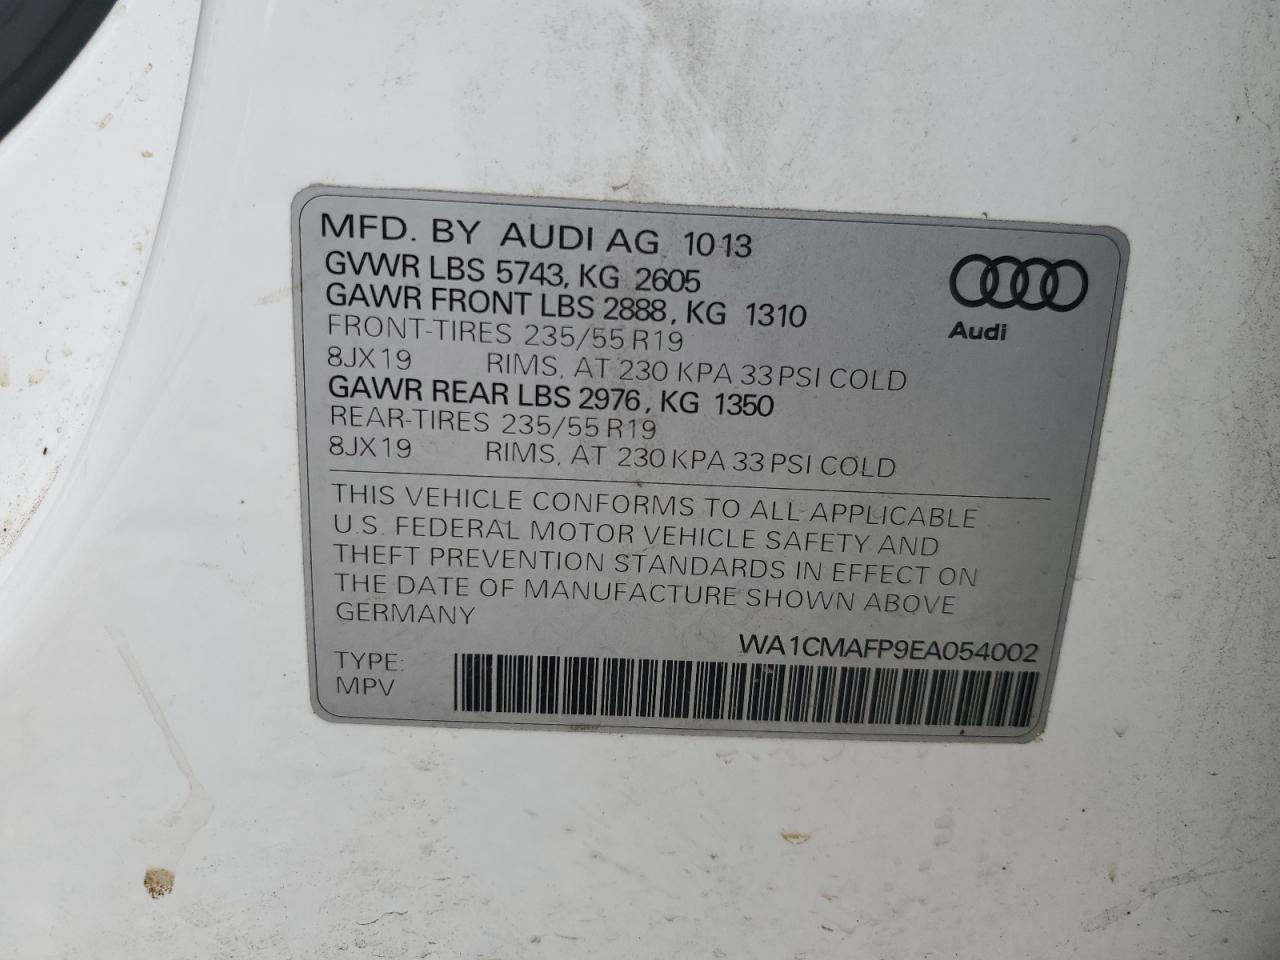 MFD. BY AUDI AG 1013
GVWR LBS 5743, KG 2605
GAWR FRONT LBS 2888, KG 1310
FRONT-TIRES 235/55 R19
8JX19 RIMS, AT 230 KPA 33 PSI COLD
GAWR REAR LBS 2976, KG 1350
REAR-TIRES 235/55 R19
8JX19 RIMS, AT 230 KPA 33 PSI COLD
Audi
THIS VEHICLE CONFORMS TO ALL APPLICABLE
U.S. FEDERAL MOTOR VEHICLE SAFETY AND
THEFT PREVENTION STANDARDS IN EFFECT ON
THE DATE OF MANUFACTURE SHOWN ABOVE
GERMANY
WA1CMAFP9EA054002
TYPE:
MPV